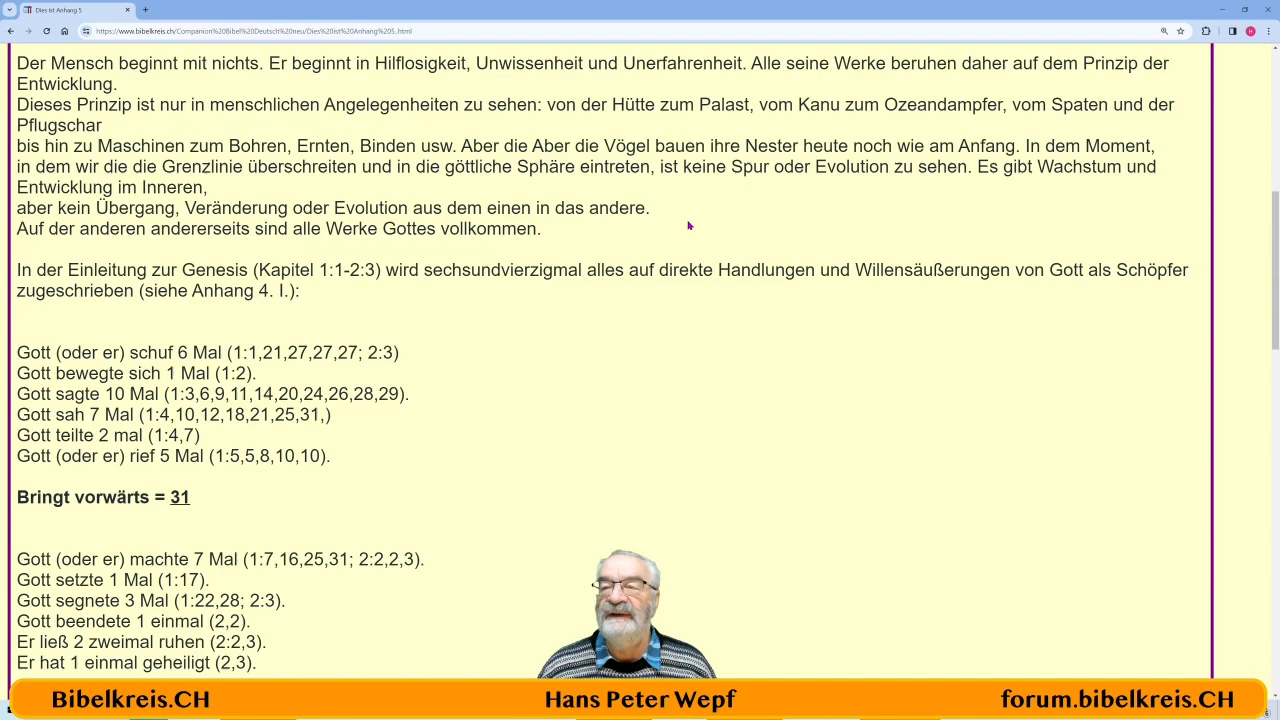 Dies ist Anhang 5
https://www.bibelkreis.ch/Companion%20Bibel%20Deutsch%20neu/Dies%20ist%20Anhang%205..html
Der Mensch beginnt mit nichts. Er beginnt in Hilflosigkeit, Unwissenheit und Unerfahrenheit. Alle seine Werke beruhen daher auf dem Prinzip der
Entwicklung.
Dieses Prinzip ist nur in menschlichen Angelegenheiten zu sehen: von der Hütte zum Palast, vom Kanu zum Ozeandampfer, vom Spaten und der
Pflugschar
bis hin zu Maschinen zum Bohren, Ernten, Binden usw. Aber die Aber die Vögel bauen ihre Nester heute noch wie am Anfang. In dem Moment,
in dem wir die die Grenzlinie überschreiten und in die göttliche Sphäre eintreten, ist keine Spur oder Evolution zu sehen. Es gibt Wachstum und
Entwicklung im Inneren,
aber kein Übergang, Veränderung oder Evolution aus dem einen in das andere.
Auf der anderen andererseits sind alle Werke Gottes vollkommen.
In der Einleitung zur Genesis (Kapitel 1:1-2:3) wird sechsundvierzigmal alles auf direkte Handlungen und Willensäußerungen von Gott als Schöpfer
zugeschrieben (siehe Anhang 4. I.):
Gott (oder er) schuf 6 Mal (1:1,21,27,27,27; 2:3)
Gott bewegte sich 1 Mal (1:2).
Gott sagte 10 Mal (1:3,6,9,11,14,20,24,26,28,29).
Gott sah 7 Mal (1:4,10,12,18,21,25,31,)
Gott teilte 2 mal (1:4,7)
Gott (oder er) rief 5 Mal (1:5,5,8,10,10).
Bringt vorwärts = 31
Gott (oder er) machte 7 Mal (1:7,16,25,31; 2:2,2,3).
Gott setzte 1 Mal (1:17).
Gott segnete 3 Mal (1:22,28; 2:3).
Gott beendete 1 einmal (2,2).
Er ließ 2 zweimal ruhen (2:2,3).
Er hat 1 einmal geheiligt (2,3).
Bibelkreis.CH
Hans Peter Wepf
forum.bibelkreis.CH